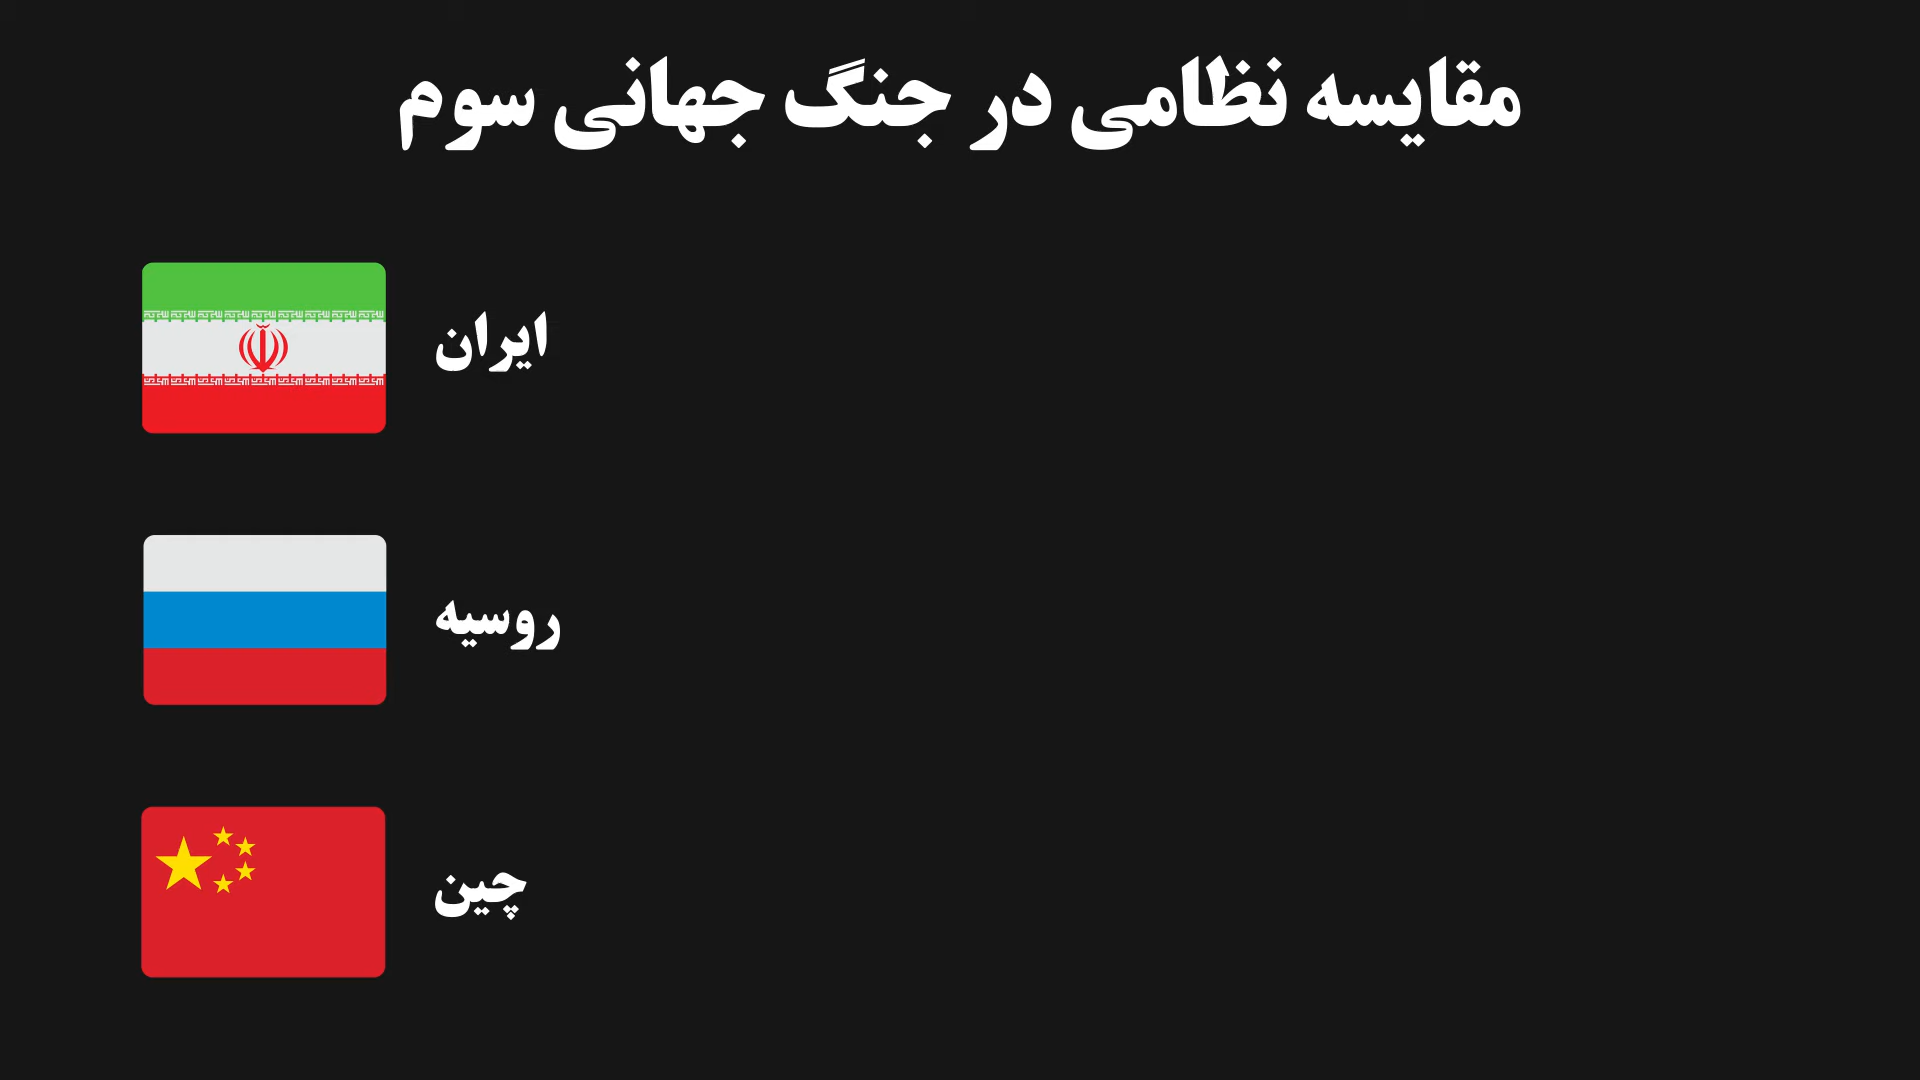 مقایسه نظامی در جنگ جهانی سوم
ایران
روسیه
چین